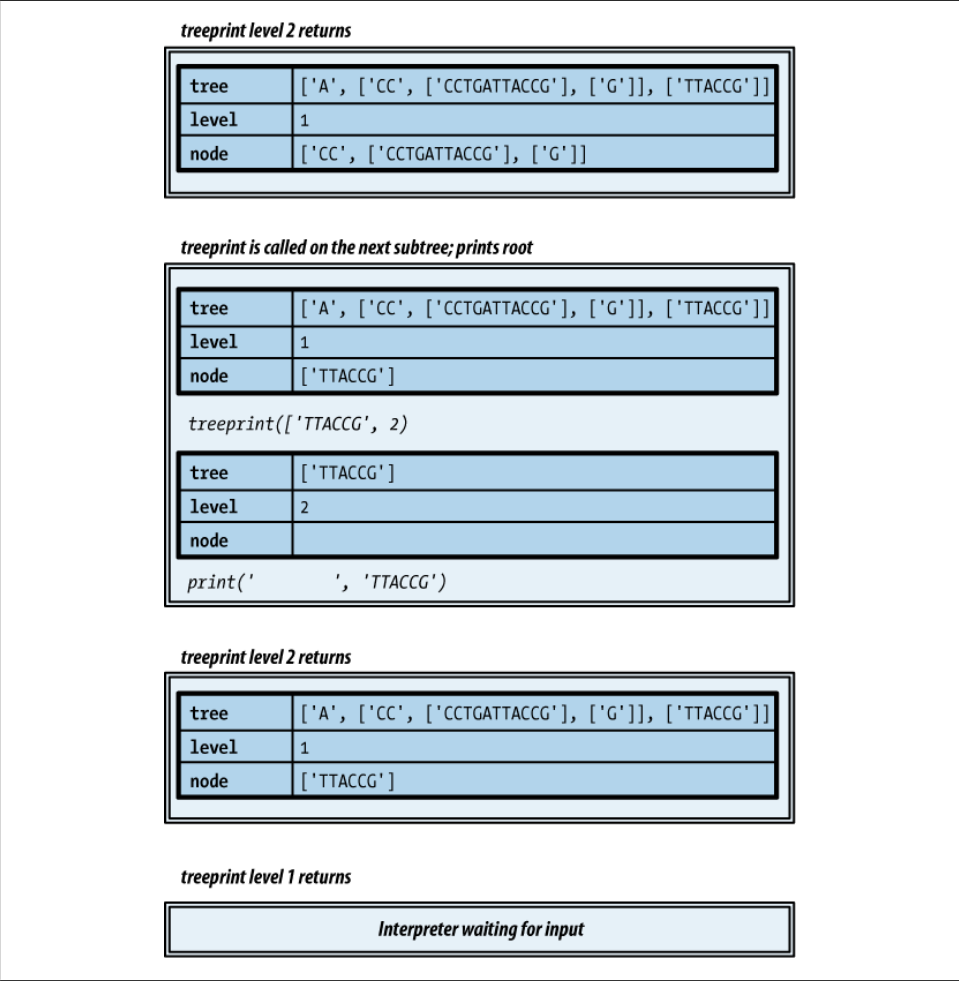 treeprint level 2 returns
tree ['A', ['CC', ['CCTGATTACCG'], ['G']], ['TTACCG']]
level 1
node ['CC', ['CCTGATTACCG'], ['G']]
treeprint is called on the next subtree; prints root
tree ['A', ['CC', ['CCTGATTACCG'], ['G']], ['TTACCG']]
level 1
node ['TTACCG']
treeprint(['TTACCG', 2)
tree ['TTACCG']
level 2
node
print('        ', 'TTACCG')
treeprint level 2 returns
tree ['A', ['CC', ['CCTGATTACCG'], ['G']], ['TTACCG']]
level 1
node ['TTACCG']
treeprint level 1 returns
Interpreter waiting for input